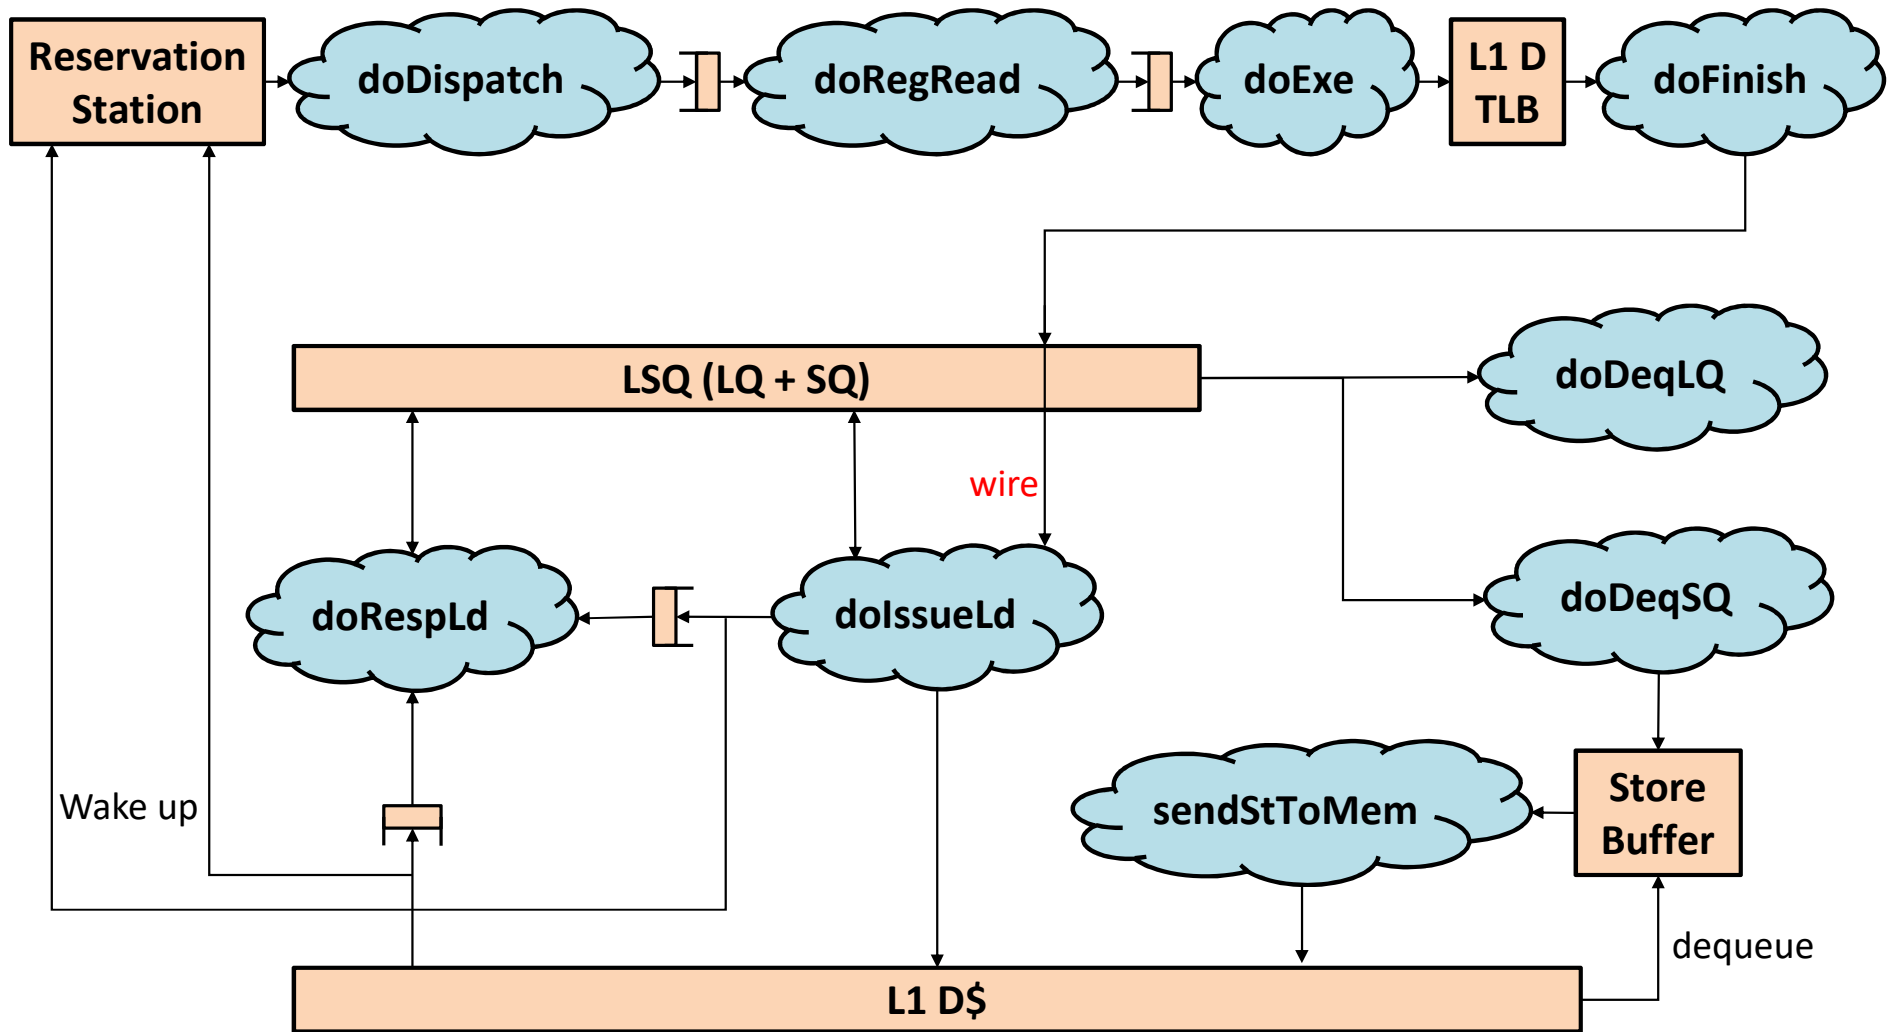 Reservation
Station
doDispatch
doRegRead
doExe
L1 D
TLB
doFinish
LSQ (LQ + SQ)
doDeqLQ
wire
doRespLd
doIssueLd
doDeqSQ
Wake up
sendStToMem
Store
Buffer
dequeue
L1 D$